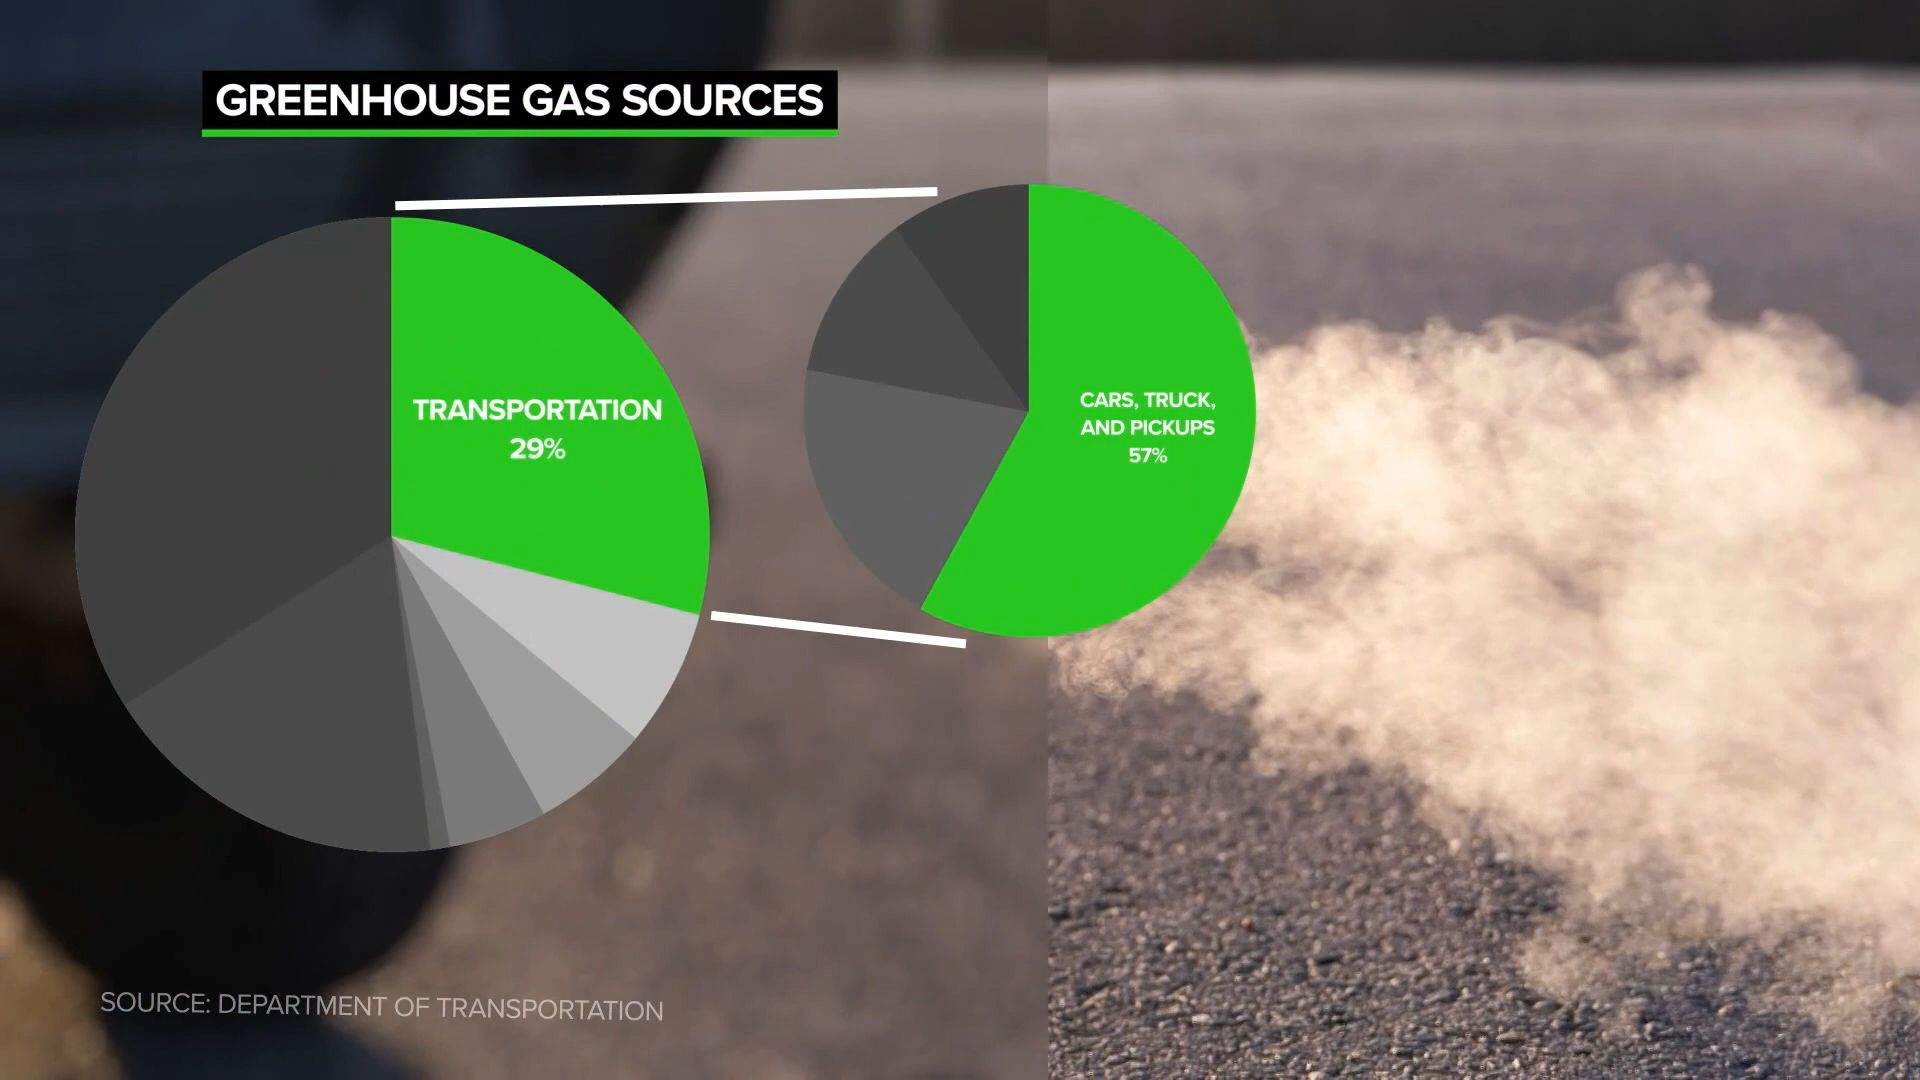 GREENHOUSE GAS SOURCES
TRANSPORTATION
29%
CARS, TRUCK,
AND PICKUPS
57%
SOURCE: DEPARTMENT OF TRANSPORTATION